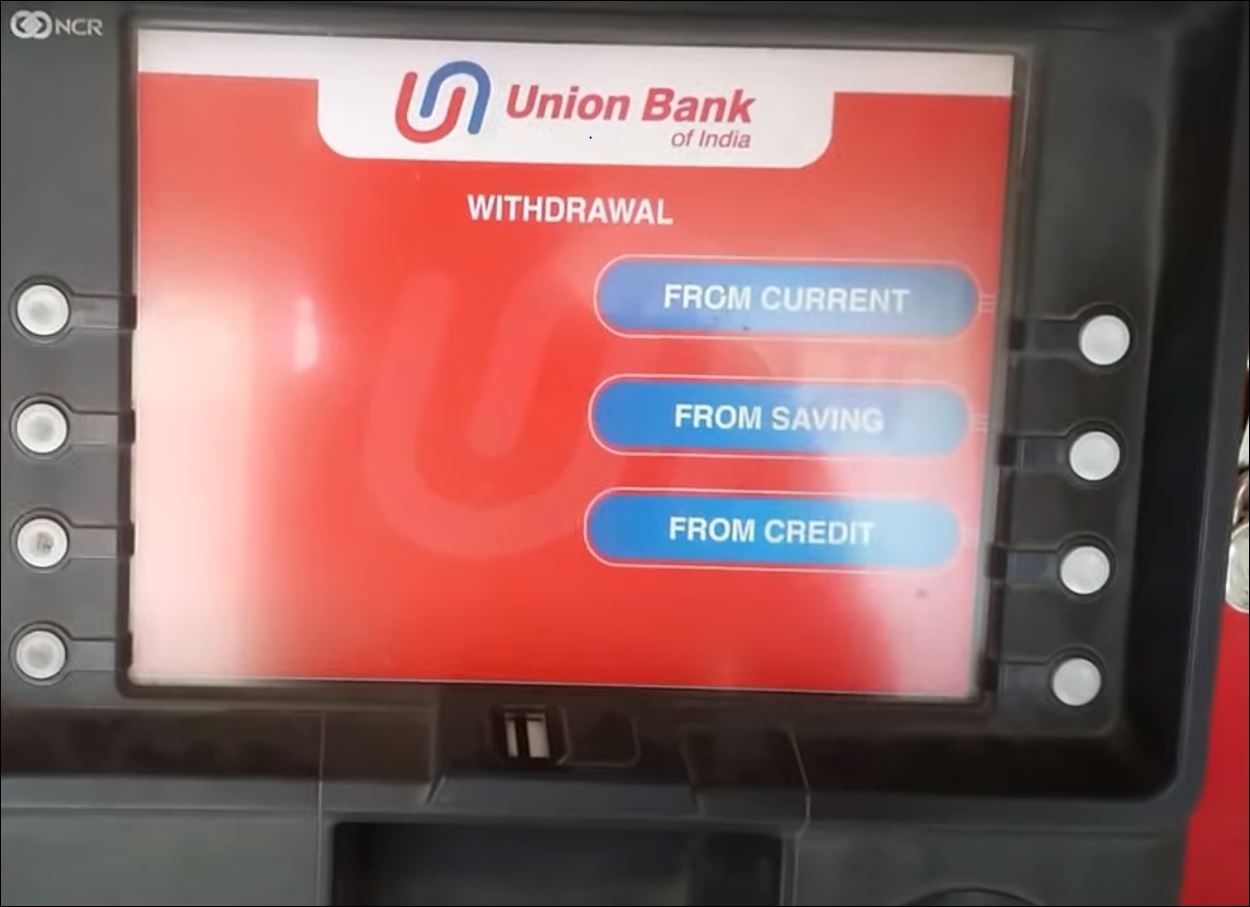 NCR
Union Bank
of India
WITHDRAWAL
FROM CURRENT
FROM SAVING
FROM CREDIT